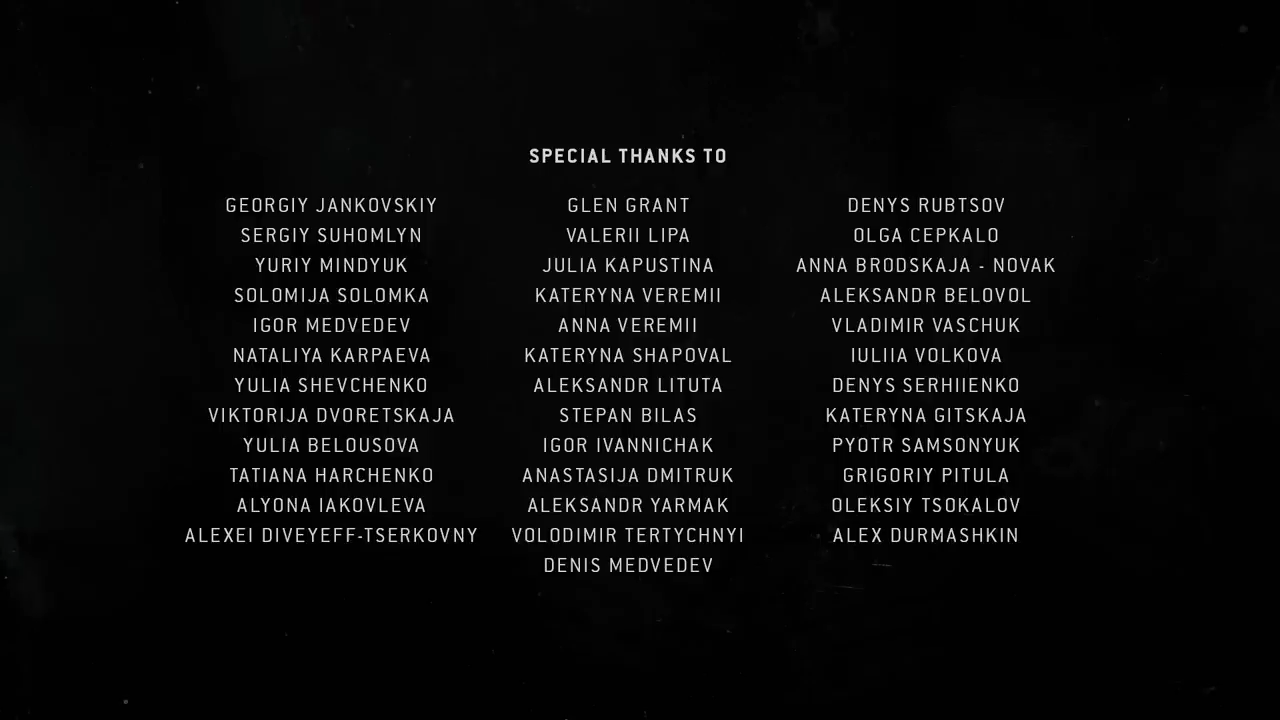 SPECIAL THANKS TO
GEORGIY JANKOVSKIY
SERGIY SUHOMLYN
YURIY MINDYUK
SOLOMIJA SOLOMKA
IGOR MEDVEDEV
NATALIYA KARPAEVA
YULIA SHEVCHENKO
VIKTORIJA DVORETSKAJA
YULIA BELOUSOVA
TATIANA HARCHENKO
ALYONA IAKOVLEVA
ALEXEI DIVEYEFF-TSERKOVNY
GLEN GRANT
VALERII LIPA
JULIA KAPUSTINA
KATERYNA VEREMII
ANNA VEREMII
KATERYNA SHAPOVAL
ALEKSANDR LITUTA
STEPAN BILAS
IGOR IVANNICHAK
ANASTASIJA DMITRUK
ALEKSANDR YARMAK
VOLODIMIR TERTYCHNYI
DENIS MEDVEDEV
DENYS RUBTSOV
OLGA CEPKALO
ANNA BRODSKAJA - NOVAK
ALEKSANDR BELOVOL
VLADIMIR VASCHUK
IULIIA VOLKOVA
DENYS SERHIIENKO
KATERYNA GITSKAJA
PYOTR SAMSONYUK
GRIGORIY PITULA
OLEKSIY TSOKALOV
ALEX DURMASHKIN